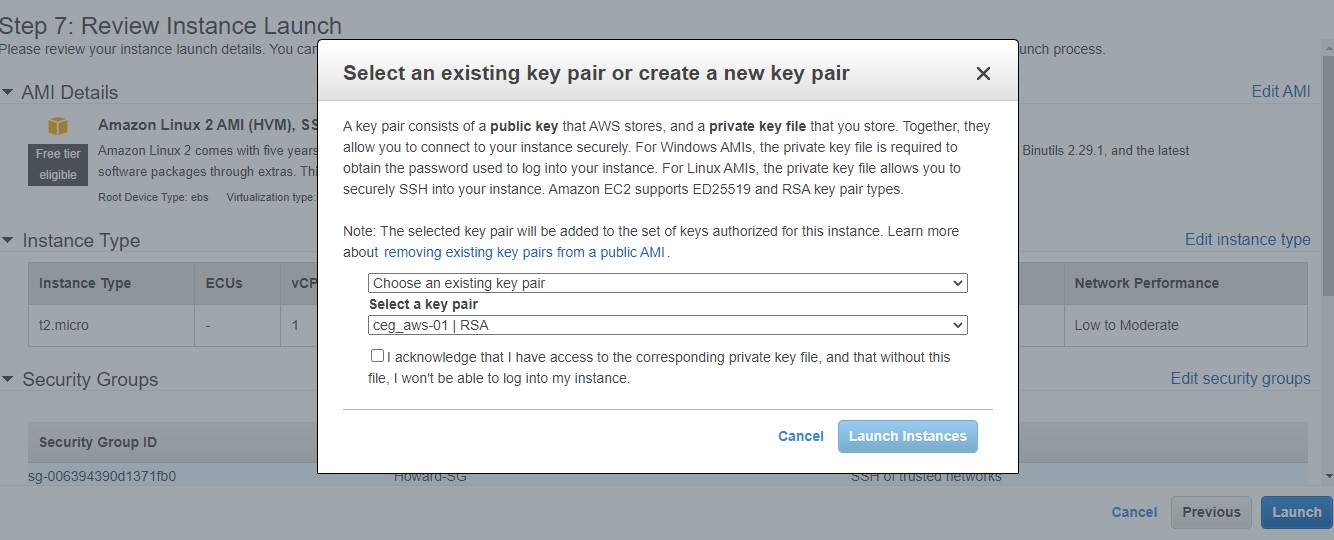 Step 7: Review Instance Launch
Please review your instance launch details. You can unch process.
Select an existing key pair or create a new key pair
AMI Details Edit AMI
Amazon Linux 2 AMI (HVM), SS
Free tier
eligible
Amazon Linux 2 comes with five years Binutils 2.29.1, and the latest
software packages through extras. Thi
Root Device Type: ebs Virtualization type:
A key pair consists of a public key that AWS stores, and a private key file that you store. Together, they
allow you to connect to your instance securely. For Windows AMIs, the private key file is required to
obtain the password used to log into your instance. For Linux AMIs, the private key file allows you to
securely SSH into your instance. Amazon EC2 supports ED25519 and RSA key pair types.
Note: The selected key pair will be added to the set of keys authorized for this instance. Learn more
about removing existing key pairs from a public AMI .
Instance Type Edit instance type
Instance Type ECUs vCP Network Performance
t2.micro - 1 Low to Moderate
Choose an existing key pair
Select a key pair
ceg_aws-01 | RSA
I acknowledge that I have access to the corresponding private key file, and that without this
file, I won't be able to log into my instance.
Cancel Launch Instances
Security Groups Edit security groups
Security Group ID
sg-006394390d1371fb0 Howard-SG SSH of trusted networks
Cancel Previous Launch